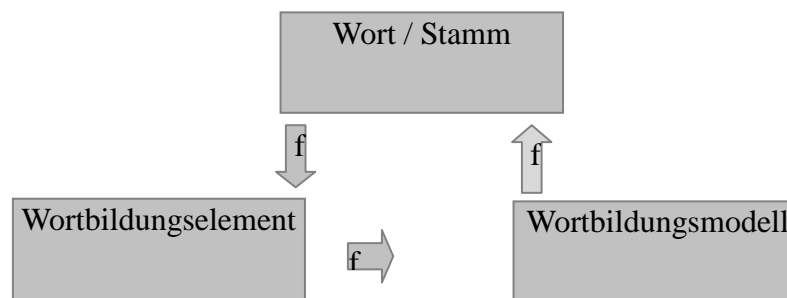 Wort / Stamm
f
f
Wortbildungselement
Wortbildungsmodell
f